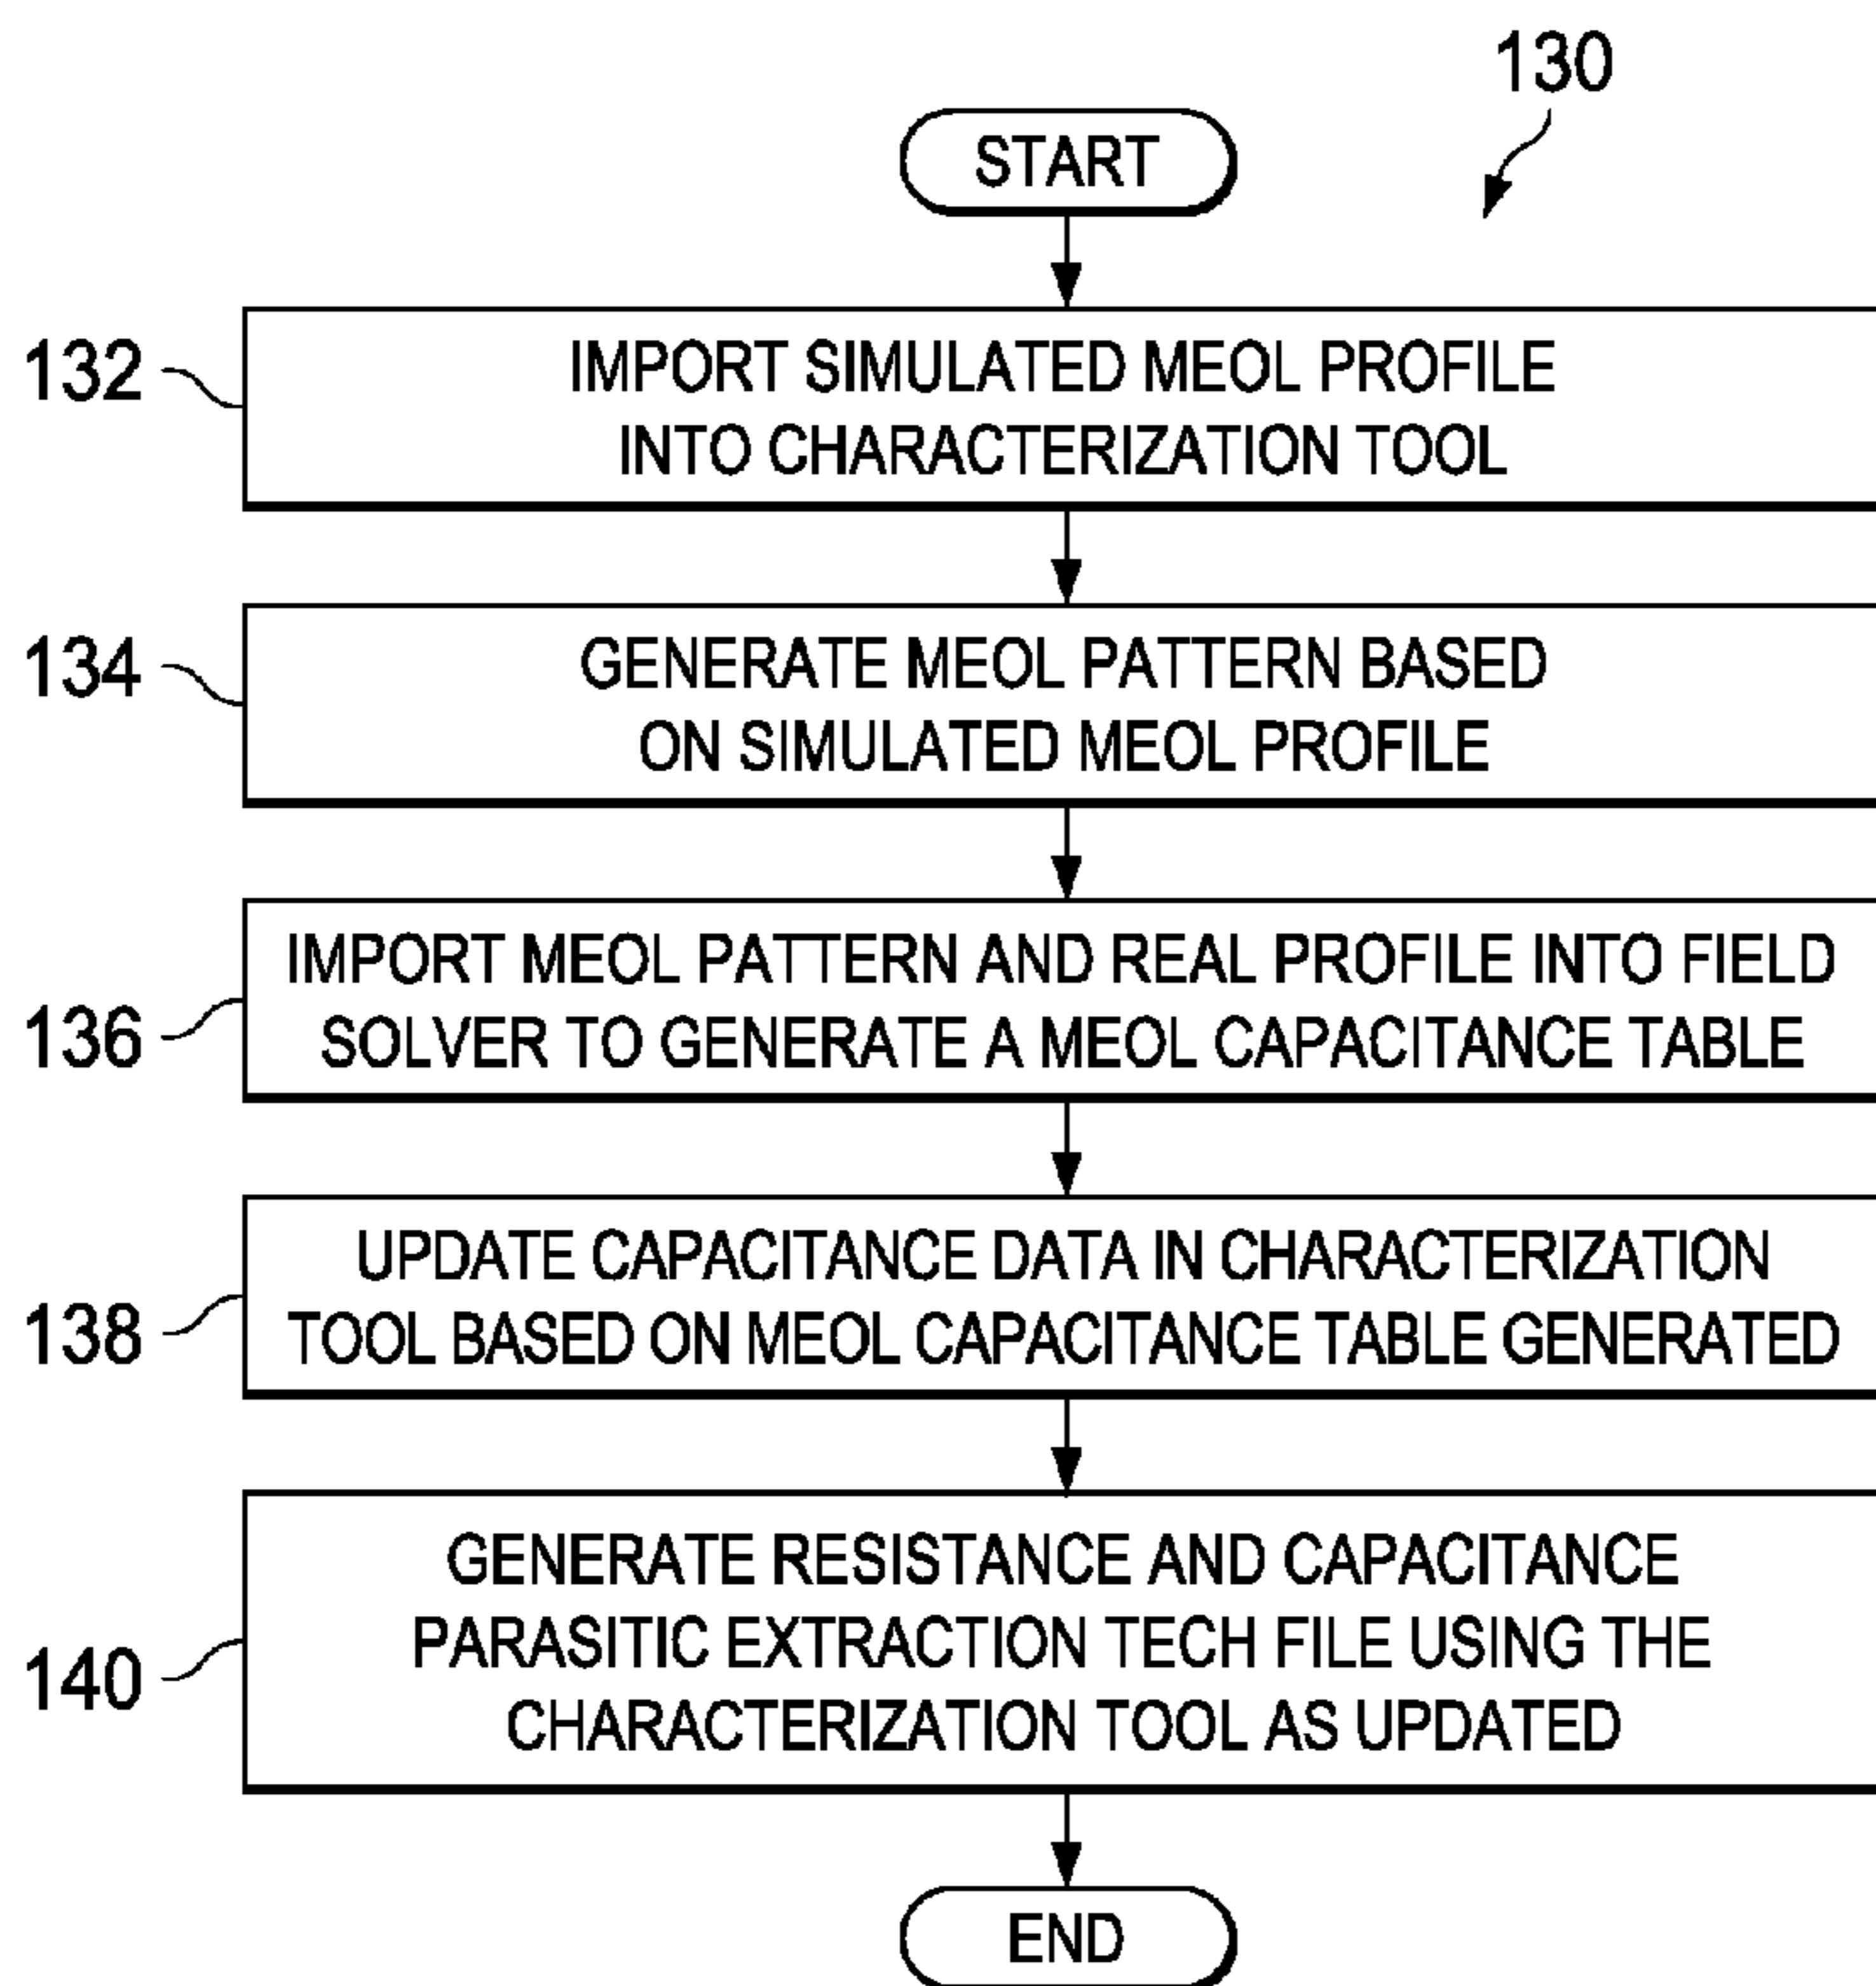 130
START
132
IMPORT SIMULATED MEOL PROFILE
INTO CHARACTERIZATION TOOL
134
GENERATE MEOL PATTERN BASED
ON SIMULATED MEOL PROFILE
136
IMPORT MEOL PATTERN AND REAL PROFILE INTO FIELD
SOLVER TO GENERATE A MEOL CAPACITANCE TABLE
138
UPDATE CAPACITANCE DATA IN CHARACTERIZATION
TOOL BASED ON MEOL CAPACITANCE TABLE GENERATED
140
GENERATE RESISTANCE AND CAPACITANCE
PARASITIC EXTRACTION TECH FILE USING THE
CHARACTERIZATION TOOL AS UPDATED
END